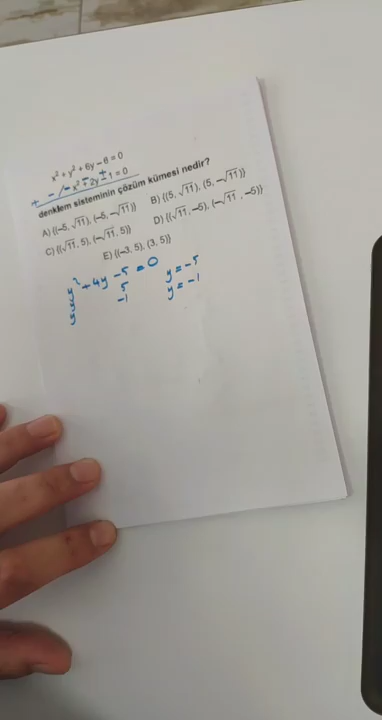 x² + y² + 6y – 6 = 0
x² + 2y – 1 = 0
denklem sisteminin çözüm kümesi nedir?
A) {(–5, √11), (–5, –√11)} B) {(5, √11), (5, –√11)}
C) {(√11, 5), (–√11, 5)} D) {(√11, –5), (–√11, –5)}
E) {(–3, 5), (3, 5)}
y² + 4y – 5 = 0 y = –5
y 5 y = –1
y –1